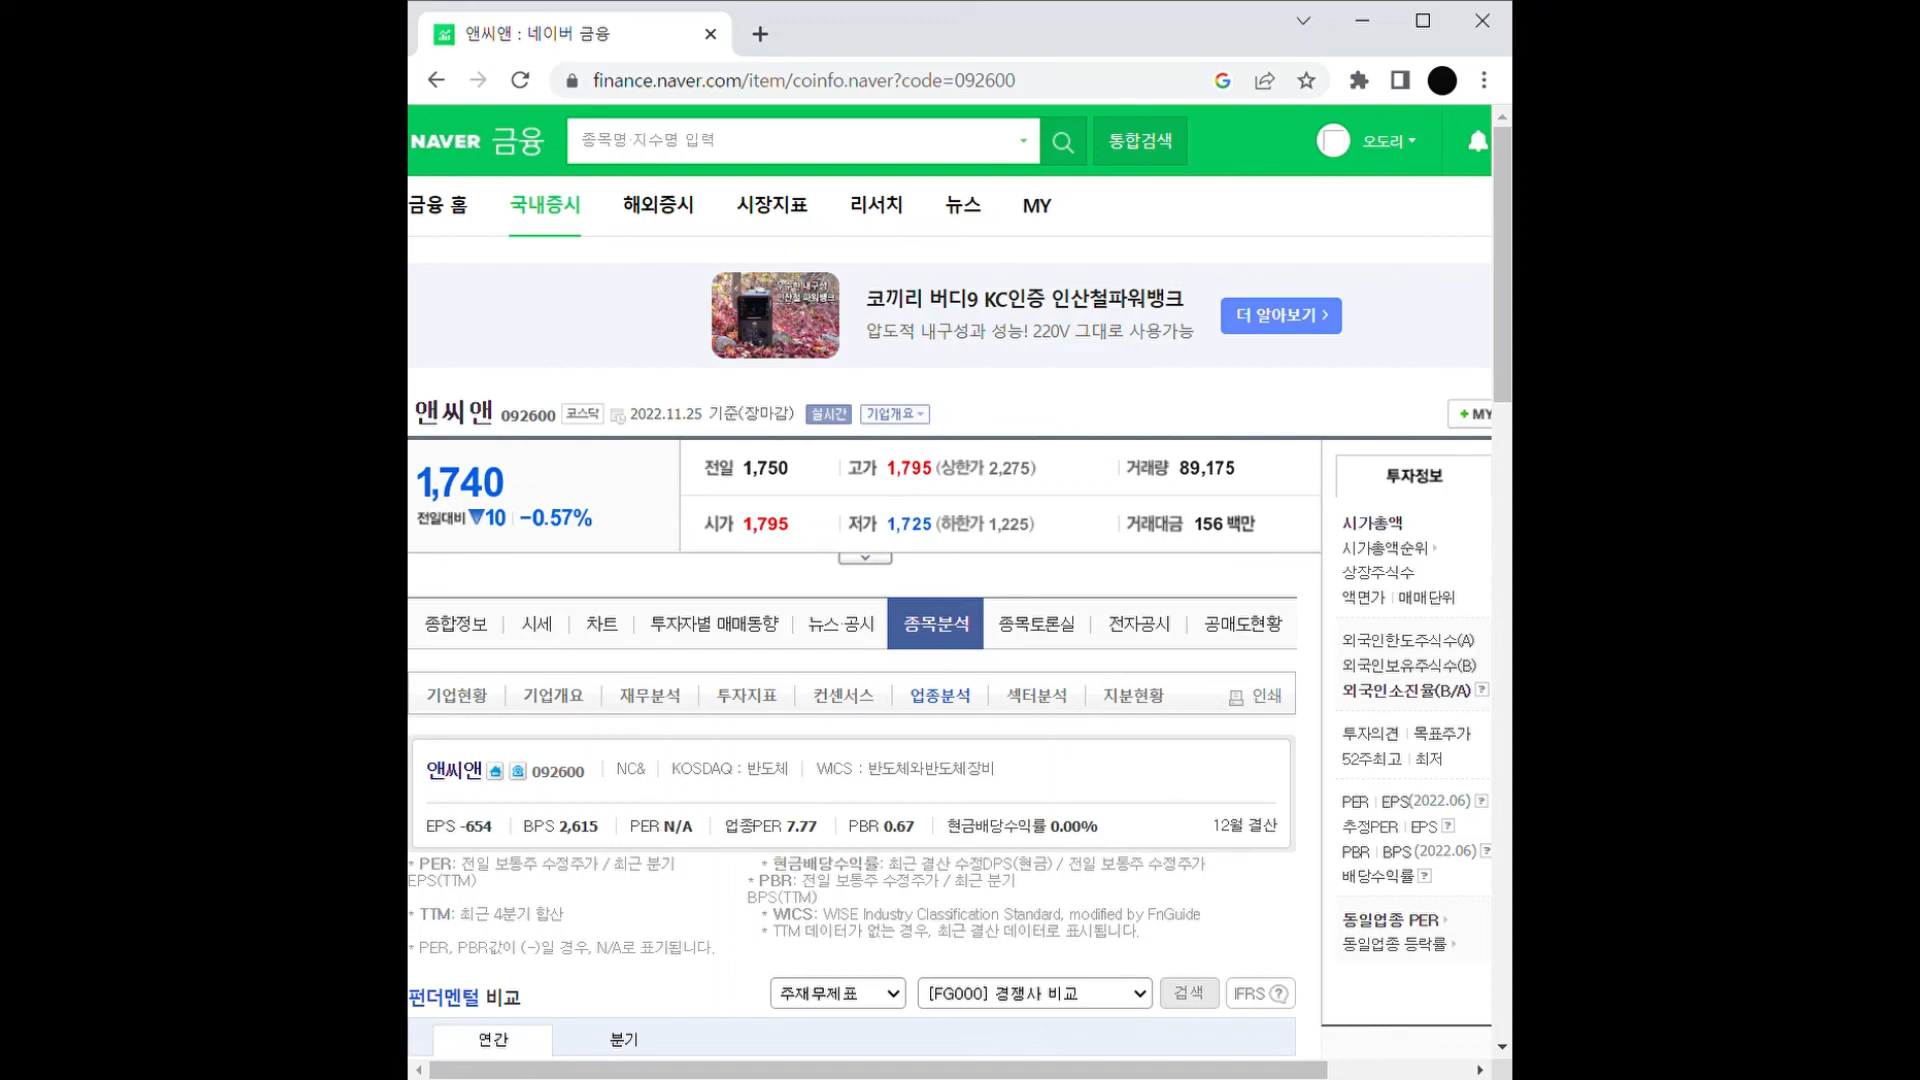 앤씨앤 : 네이버 금융
finance.naver.com/item/coinfo.naver?code=092600
NAVER 금융
종목명·지수명 입력
통합검색
오도리
금융 홈 국내증시 해외증시 시장지표 리서치 뉴스 MY
우수한 내구성
인산철 파워뱅크
코끼리 버디9 KC인증 인산철파워뱅크
압도적 내구성과 성능! 220V 그대로 사용가능
더 알아보기 >
앤씨앤 092600 코스닥 2022.11.25 기준(장마감) 실시간 기업개요
+ MY
1,740
전일대비 ▼10 | -0.57%
전일 1,750 | 고가 1,795 (상한가 2,275) | 거래량 89,175
시가 1,795 | 저가 1,725 (하한가 1,225) | 거래대금 156 백만
종합정보 | 시세 | 차트 | 투자자별 매매동향 | 뉴스·공시 종목분석 종목토론실 | 전자공시 | 공매도현황
기업현황 | 기업개요 | 재무분석 | 투자지표 | 컨센서스 | 업종분석 | 섹터분석 | 지분현황 인쇄
앤씨앤 092600 | NC& | KOSDAQ : 반도체 | WICS : 반도체와반도체장비
EPS -654 | BPS 2,615 | PER N/A | 업종PER 7.77 | PBR 0.67 | 현금배당수익률 0.00% 12월 결산
* PER: 전일 보통주 수정주가 / 최근 분기
EPS(TTM)
* TTM: 최근 4분기 합산
* PER, PBR값이 (-)일 경우, N/A로 표기됩니다.
* 현금배당수익률: 최근 결산 수정DPS(현금) / 전일 보통주 수정주가
* PBR: 전일 보통주 수정주가 / 최근 분기
BPS(TTM)
* WICS: WISE Industry Classification Standard, modified by FnGuide
* TTM 데이터가 없는 경우, 최근 결산 데이터로 표시됩니다.
펀더멘털 비교
주재무제표 [FG000] 경쟁사 비교 검색 IFRS ?
연간 분기
투자정보
시가총액
시가총액순위
상장주식수
액면가 | 매매단위
외국인한도주식수(A)
외국인보유주식수(B)
외국인소진율(B/A) ?
투자의견 | 목표주가
52주최고 | 최저
PER | EPS(2022.06) ?
추정PER | EPS ?
PBR | BPS (2022.06) ?
배당수익률 ?
동일업종 PER
동일업종 등락률